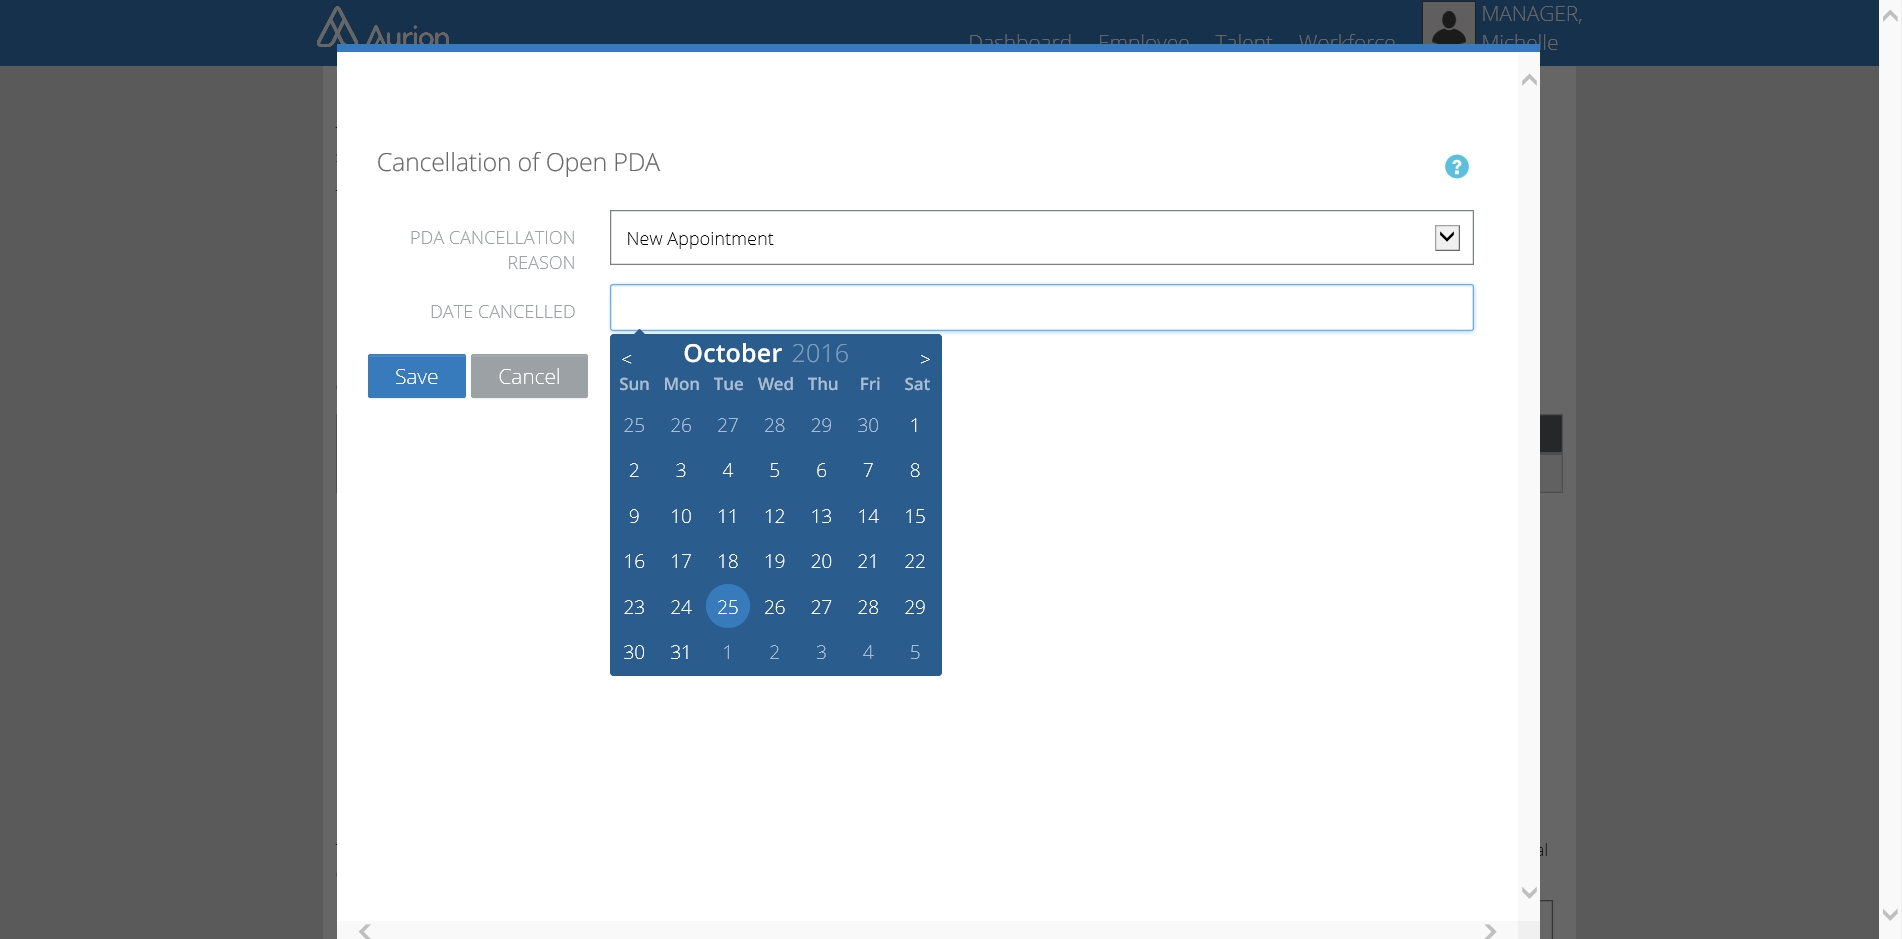 Aurion
Dashboard Employee Talent Workforce
MANAGER,
Michelle
Cancellation of Open PDA
?
PDA CANCELLATION
REASON
New Appointment
DATE CANCELLED
Save Cancel
< October 2016 >
Sun Mon Tue Wed Thu Fri Sat
25 26 27 28 29 30 1
2 3 4 5 6 7 8
9 10 11 12 13 14 15
16 17 18 19 20 21 22
23 24 25 26 27 28 29
30 31 1 2 3 4 5